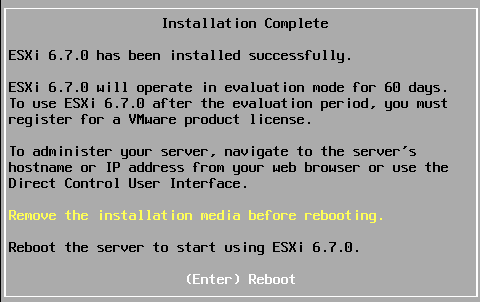 Installation Complete
ESXi 6.7.0 has been installed successfully.
ESXi 6.7.0 will operate in evaluation mode for 60 days.
To use ESXi 6.7.0 after the evaluation period, you must
register for a VMware product license.
To administer your server, navigate to the server's
hostname or IP address from your web browser or use the
Direct Control User Interface.
Remove the installation media before rebooting.
Reboot the server to start using ESXi 6.7.0.
(Enter) Reboot